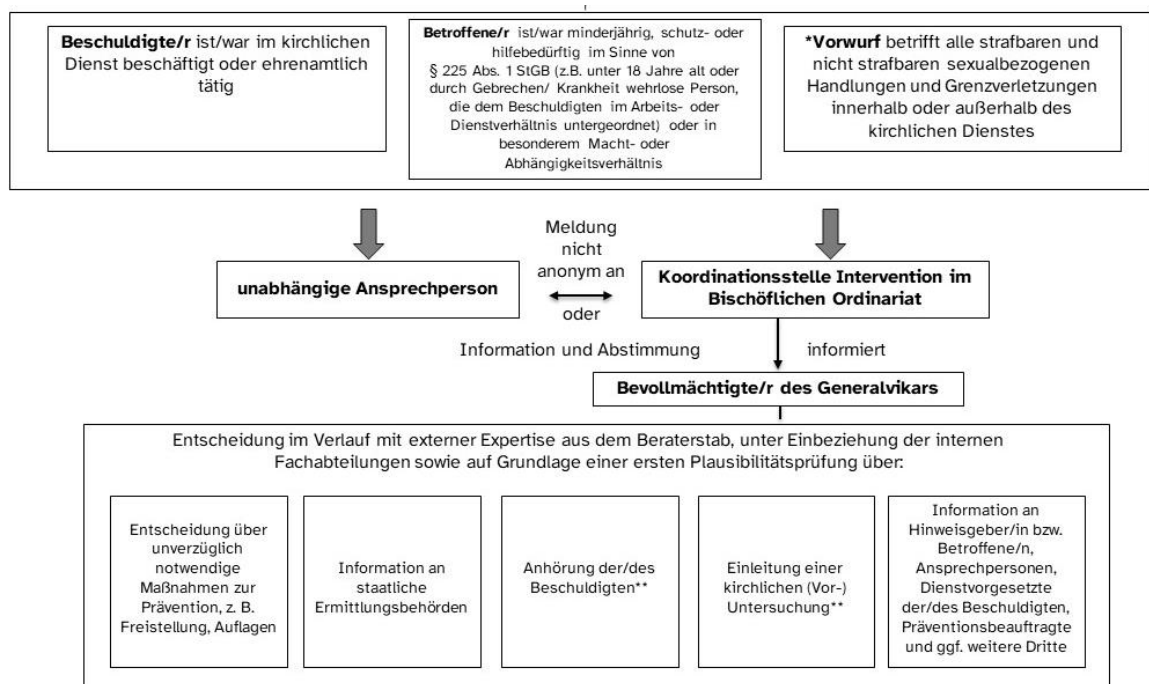 Beschuldigte/r ist/war im kirchlichen
Dienst beschäftigt oder ehrenamtlich
tätig
Betroffene/r ist/war minderjährig, schutz- oder
hilfebedürftig im Sinne von
§ 225 Abs. 1 StGB (z.B. unter 18 Jahre alt oder
durch Gebrechen/ Krankheit wehrlose Person,
die dem Beschuldigten im Arbeits- oder
Dienstverhältnis untergeordnet) oder in
besonderem Macht- oder
Abhängigkeitsverhältnis
*Vorwurf betrifft alle strafbaren und
nicht strafbaren sexualbezogenen
Handlungen und Grenzverletzungen
innerhalb oder außerhalb des
kirchlichen Dienstes
unabhängige Ansprechperson
Meldung
nicht
anonym an
oder
Koordinationsstelle Intervention im
Bischöflichen Ordinariat
Information und Abstimmung
informiert
Bevollmächtigte/r des Generalvikars
Entscheidung im Verlauf mit externer Expertise aus dem Beraterstab, unter Einbeziehung der internen
Fachabteilungen sowie auf Grundlage einer ersten Plausibilitätsprüfung über:
Entscheidung über
unverzüglich
notwendige
Maßnahmen zur
Prävention, z. B.
Freistellung, Auflagen
Information an
staatliche
Ermittlungsbehörden
Anhörung der/des
Beschuldigten**
Einleitung einer
kirchlichen (Vor-)
Untersuchung**
Information an
Hinweisgeber/in bzw.
Betroffene/n,
Ansprechpersonen,
Dienstvorgesetzte
der/des Beschuldigten,
Präventionsbeauftragte
und ggf. weitere Dritte